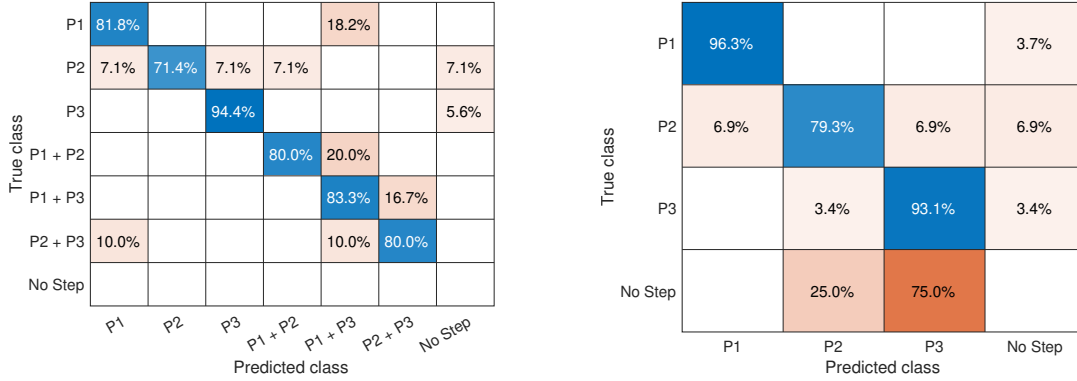 P1 81.8% 18.2%
P2 7.1% 71.4% 7.1% 7.1% 7.1%
P3 94.4% 5.6%
P1 + P2 80.0% 20.0%
P1 + P3 83.3% 16.7%
P2 + P3 10.0% 10.0% 80.0%
No Step
P1 P2 P3 P1 + P2 P1 + P3 P2 + P3 No Step
Predicted class
True class
P1 96.3% 3.7%
P2 6.9% 79.3% 6.9% 6.9%
P3 3.4% 93.1% 3.4%
No Step 25.0% 75.0%
P1 P2 P3 No Step
Predicted class
True class